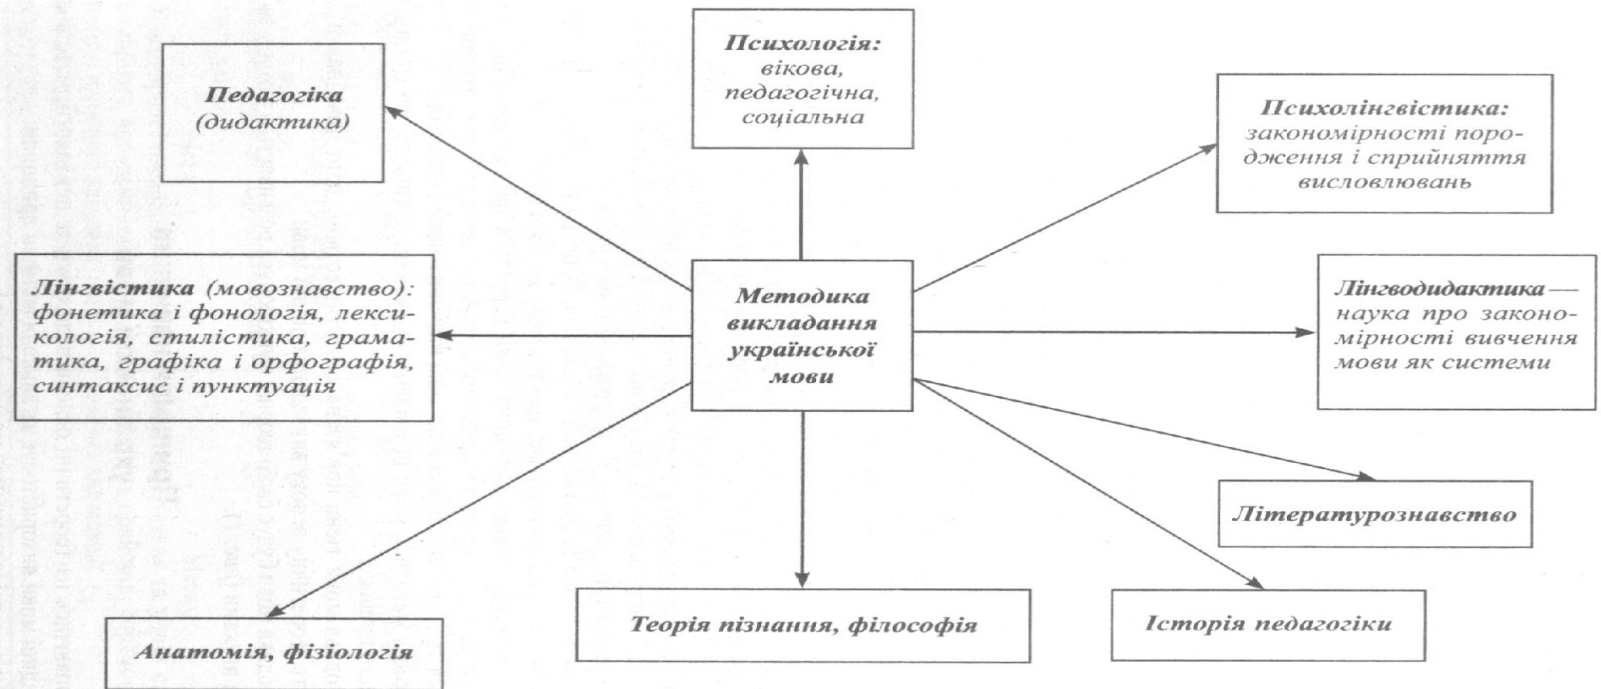 Педагогіка
(дидактика)
Психологія:
вікова,
педагогічна,
соціальна
Психолінгвістика:
закономірності поро-
дження і сприйняття
висловлювань
Лінгвістика (мовознавство):
фонетика і фонологія, лекси-
кологія, стилістика, грама-
тика, графіка і орфографія,
синтаксис і пунктуація
Методика
викладання
української
мови
Лінгводидактика —
наука про законо-
мірності вивчення
мови як системи
Літературознавство
Анатомія, фізіологія
Теорія пізнання, філософія
Історія педагогіки